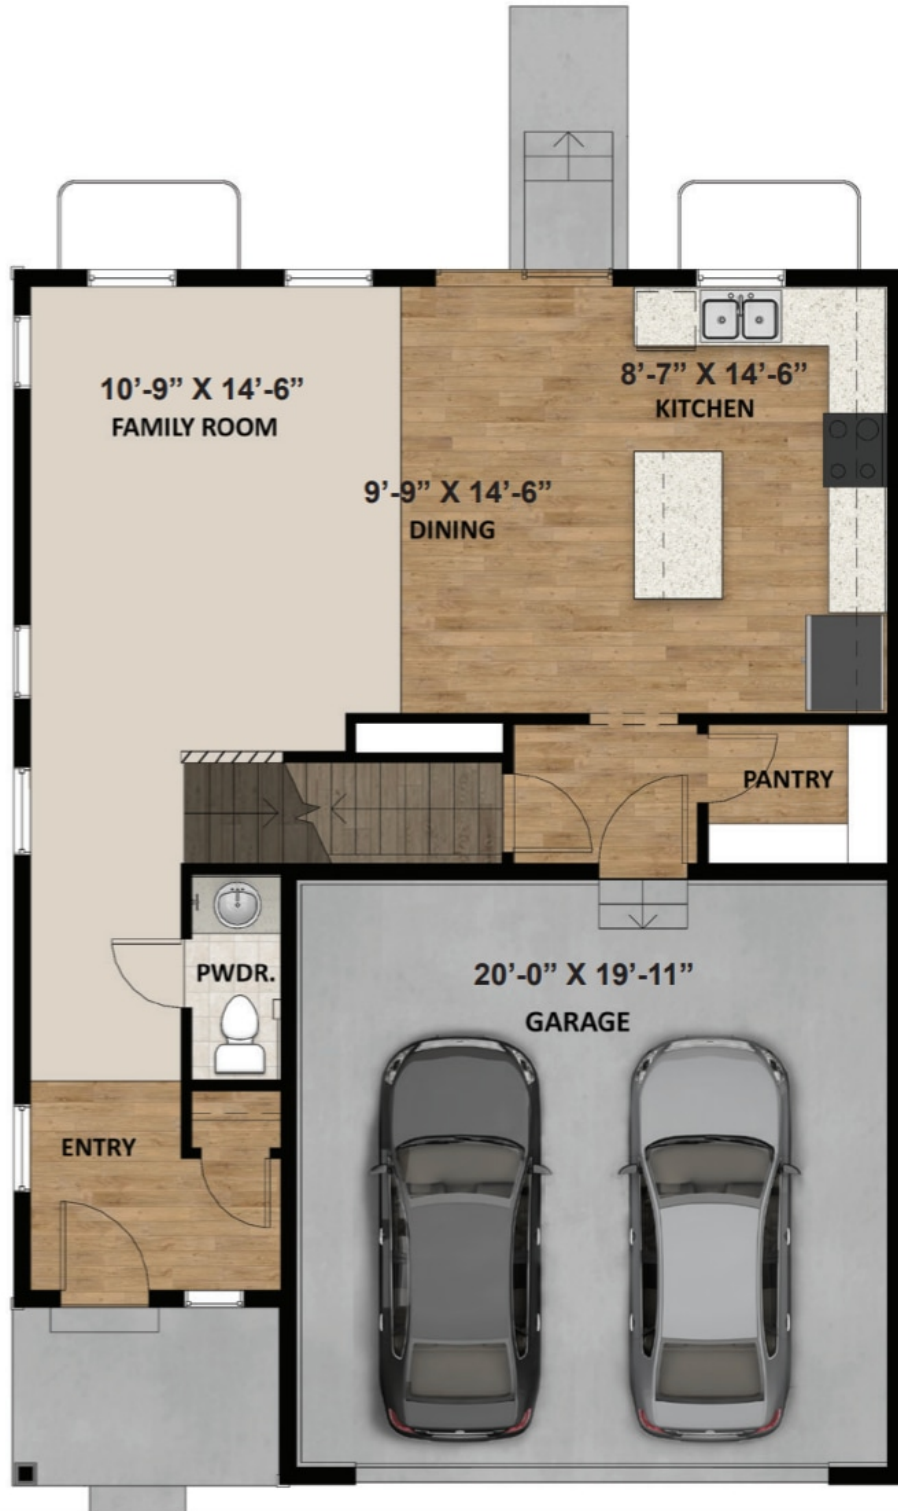 10’-9” X 14’-6”
FAMILY ROOM
8’-7” X 14’-6”
KITCHEN
9’-9” X 14’-6”
DINING
PANTRY
PWDR.
20’-0” X 19’-11”
GARAGE
ENTRY